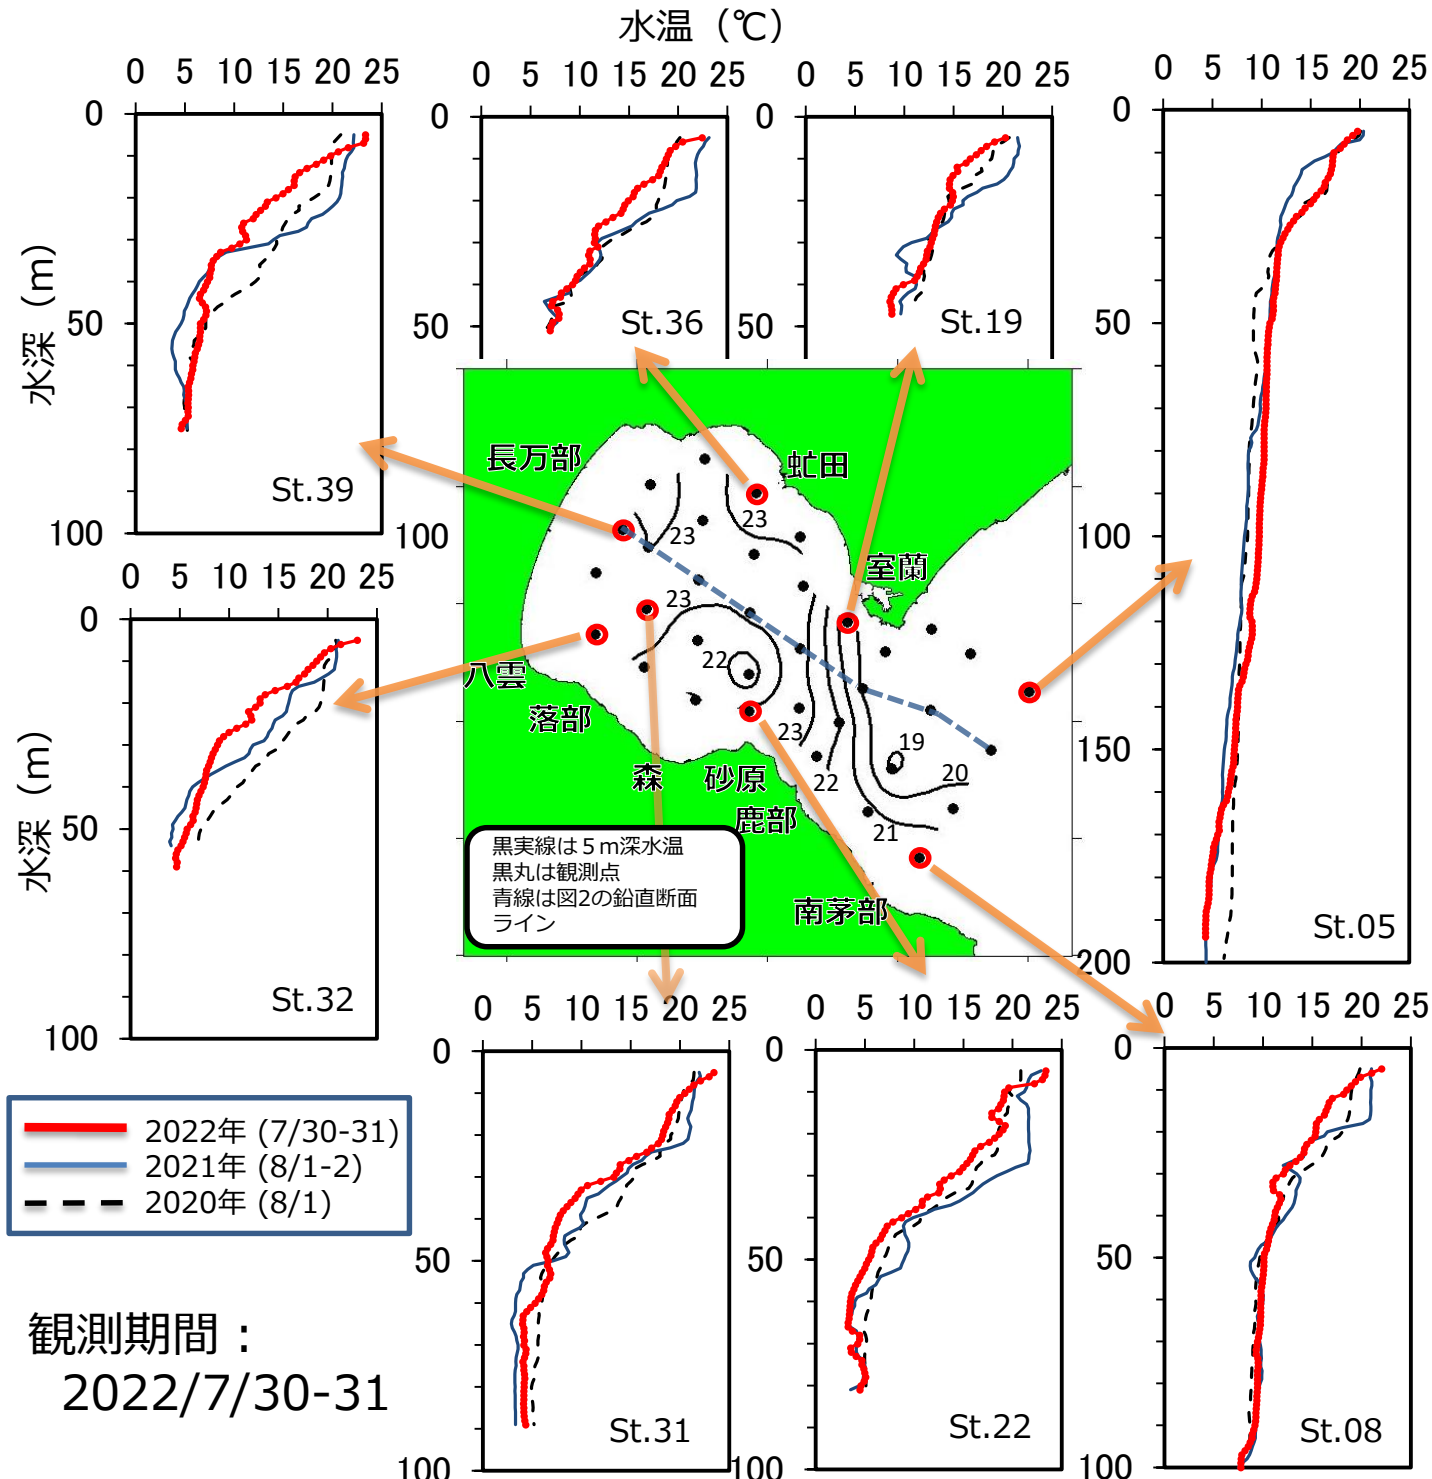 水温（℃）
0 5 10 15 20 25
0 5 10 15 20 25
0 5 10 15 20 25
0 5 10 15 20 25
0
50
100
水深（m）
St.39
50
100
St.36
50
St.19
0
50
100
150
200
St.05
0 5 10 15 20 25
0
50
100
水深（m）
St.32
長万部
虻田
室蘭
八雲
落部
森
砂原
鹿部
南茅部
23
23
23
22
23
22
19
20
21
黒実線は５ｍ深水温
黒丸は観測点
青線は図2の鉛直断面
ライン
0 5 10 15 20 25
0 5 10 15 20 25
0 5 10 15 20 25
0
50
100
St.31
0
50
100
St.22
0
50
100
St.08
2022年 (7/30-31)
2021年 (8/1-2)
2020年 (8/1)
観測期間：
2022/7/30-31